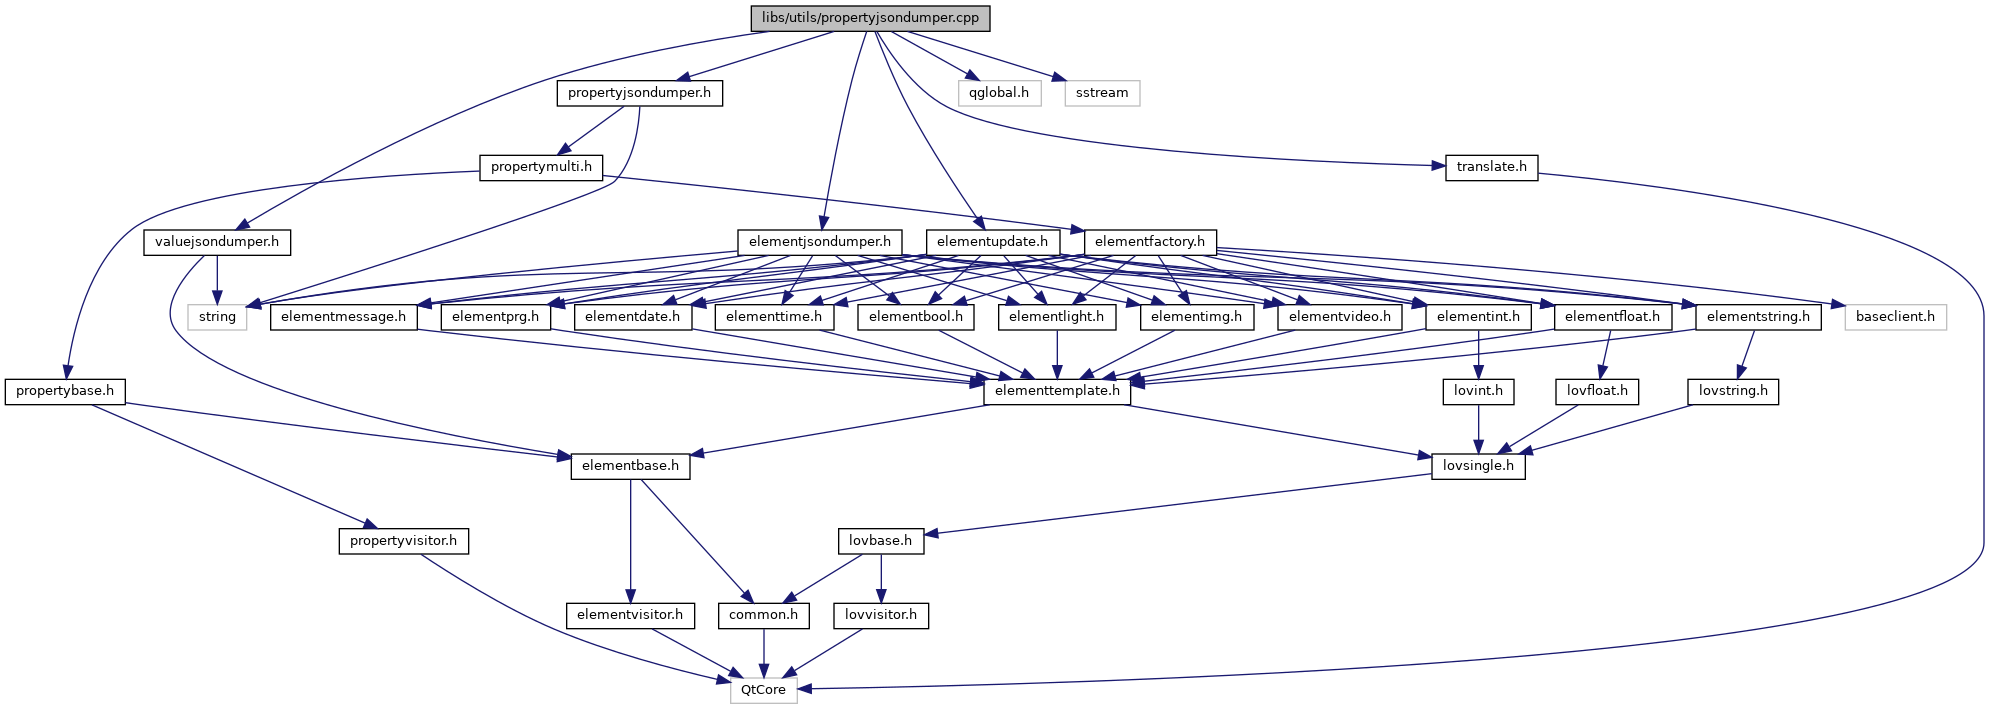 libs/utils/propertyjsondumper.cpp
propertyjsondumper.h
qglobal.h
sstream
propertymulti.h
translate.h
valuejsondumper.h
elementjsondumper.h
elementupdate.h
elementfactory.h
string
elementmessage.h
elementprg.h
elementdate.h
elementtime.h
elementbool.h
elementlight.h
elementimg.h
elementvideo.h
elementint.h
elementfloat.h
elementstring.h
baseclient.h
propertybase.h
elementtemplate.h
lovint.h
lovfloat.h
lovstring.h
elementbase.h
lovsingle.h
propertyvisitor.h
lovbase.h
elementvisitor.h
common.h
lovvisitor.h
QtCore